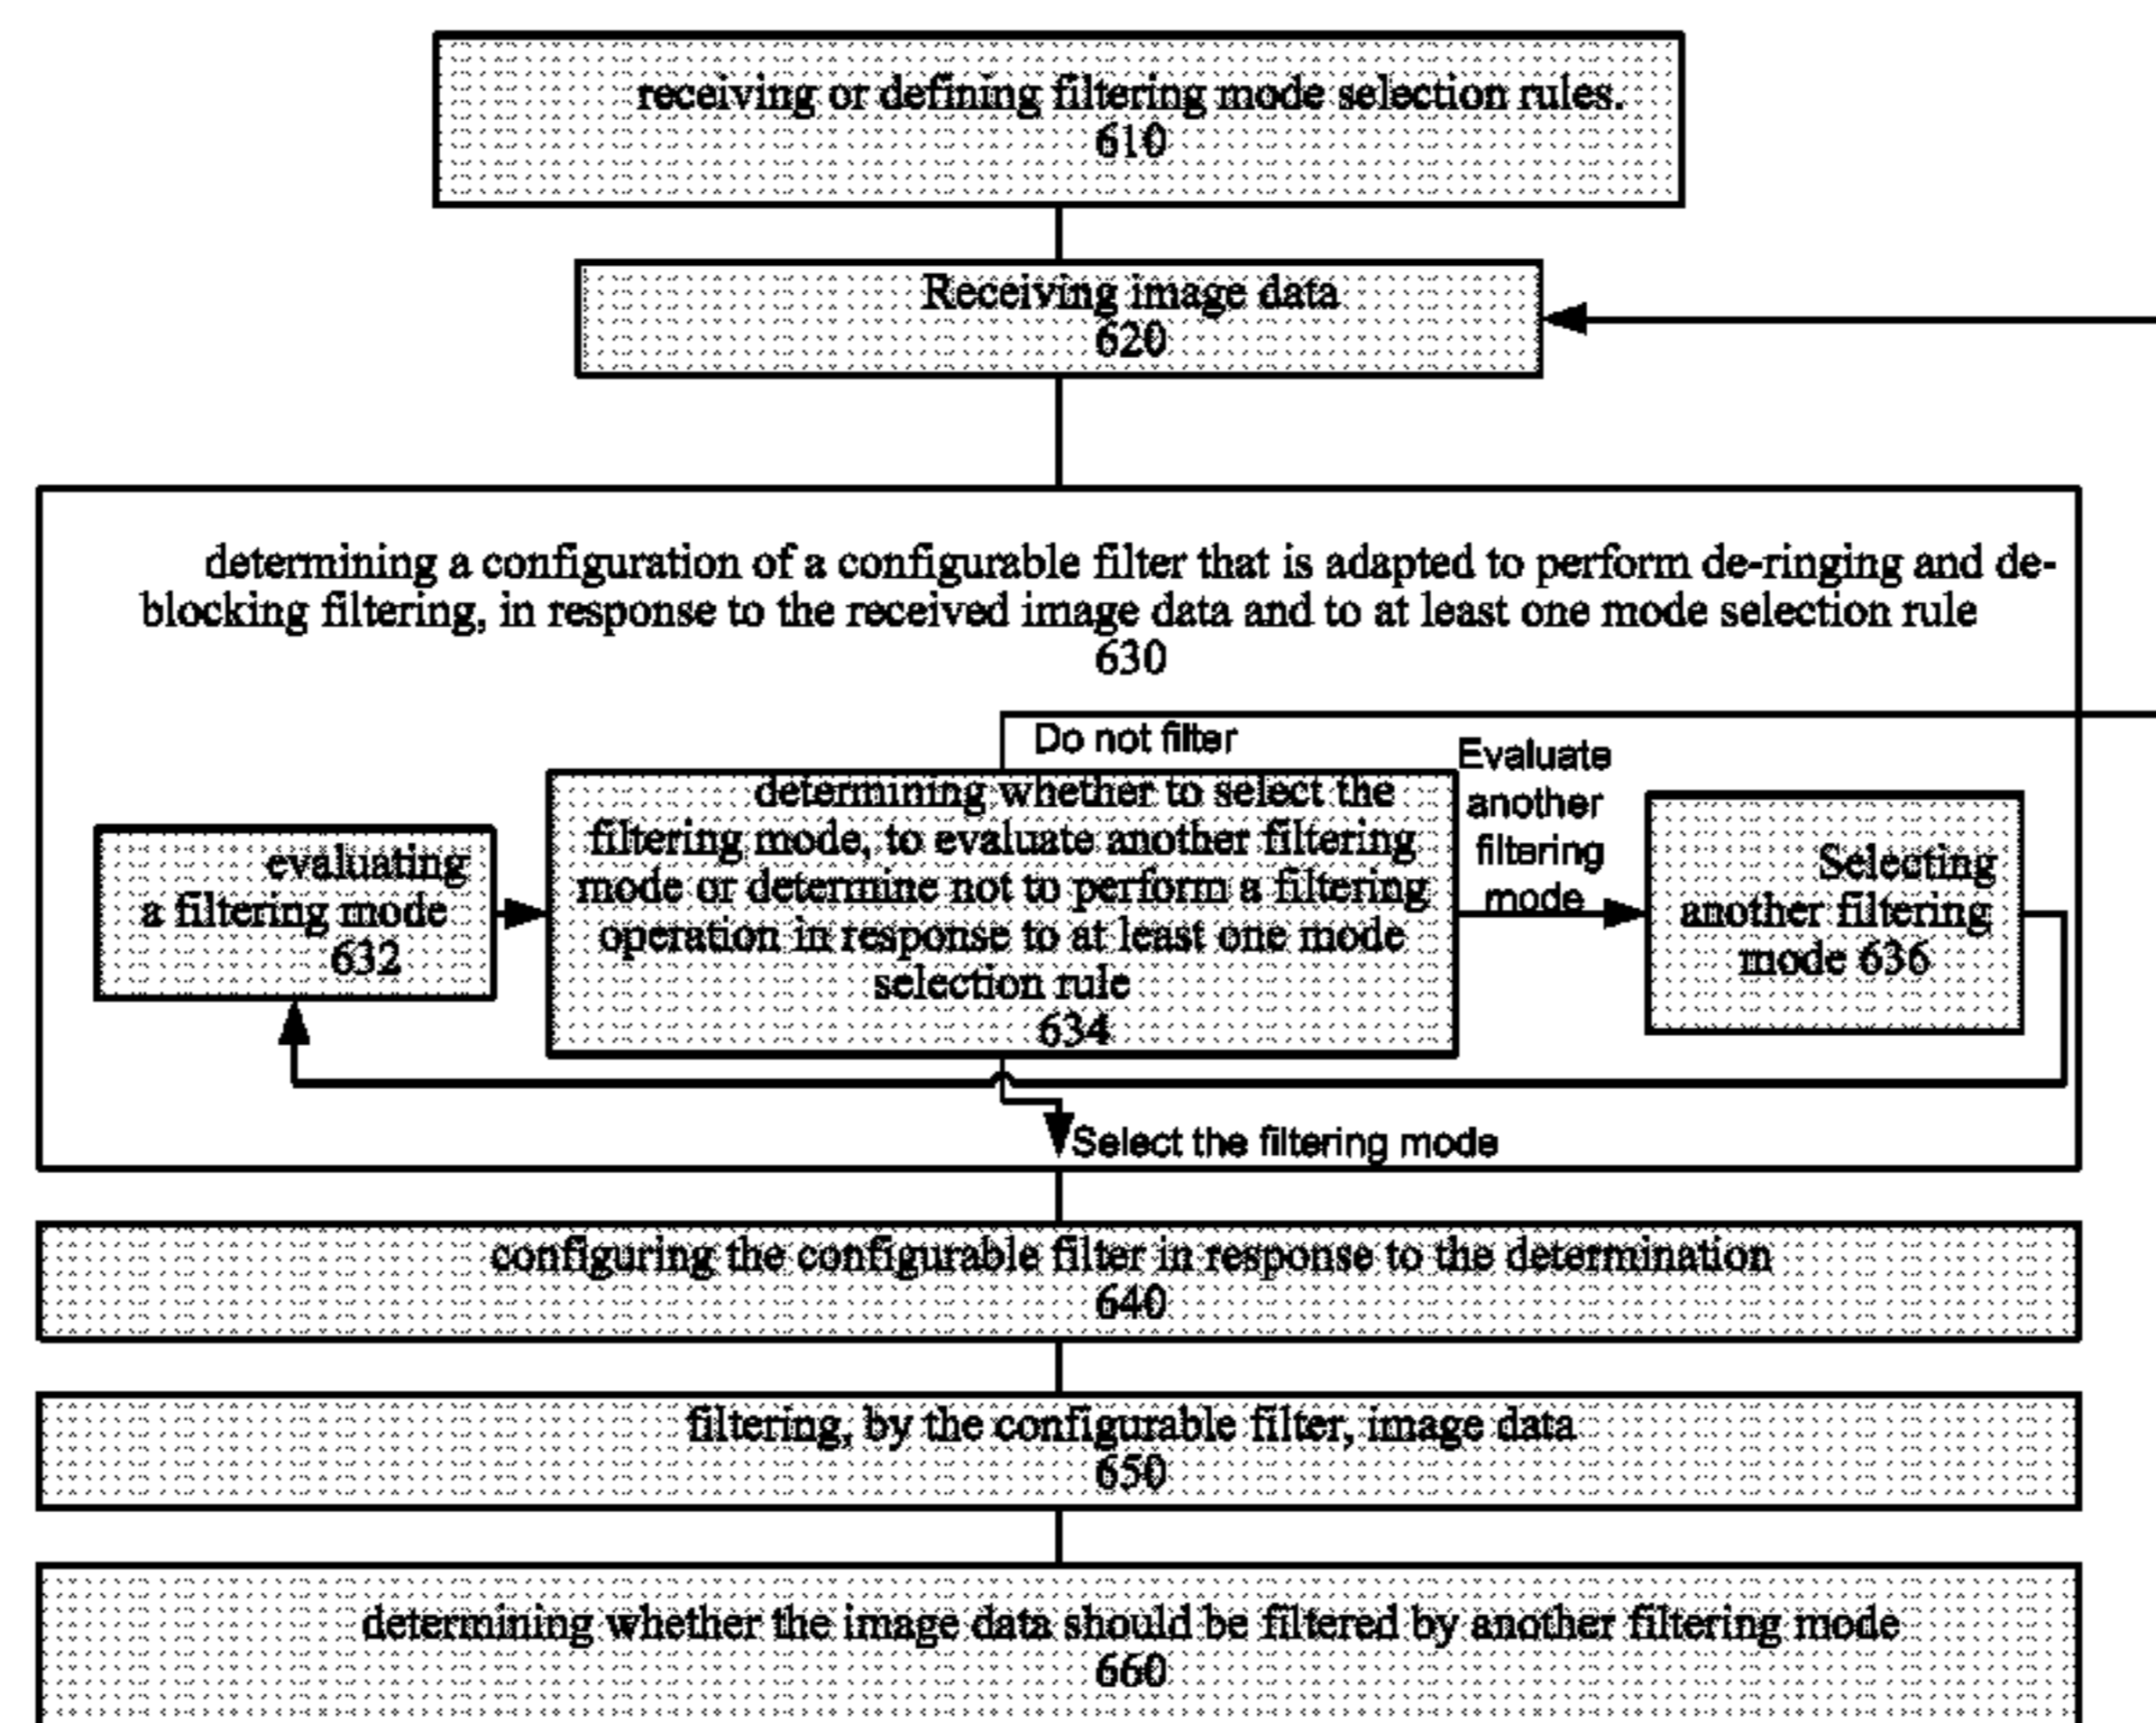 receiving or defining filtering mode selection rules.
610
Receiving image data
620
determining a configuration of a configurable filter that is adapted to perform de-ringing and de-
blocking filtering, in response to the received image data and to at least one mode selection rule
630
Do not filter
evaluating
a filtering mode
632
determining whether to select the
filtering mode, to evaluate another filtering
mode or determine not to perform a filtering
operation in response to at least one mode
selection rule
634
Evaluate
another
filtering
mode
Selecting
another filtering
mode 636
Select the filtering mode
configuring the configurable filter in response to the determination
640
filtering, by the configurable filter, image data
650
determining whether the image data should be filtered by another filtering mode
660